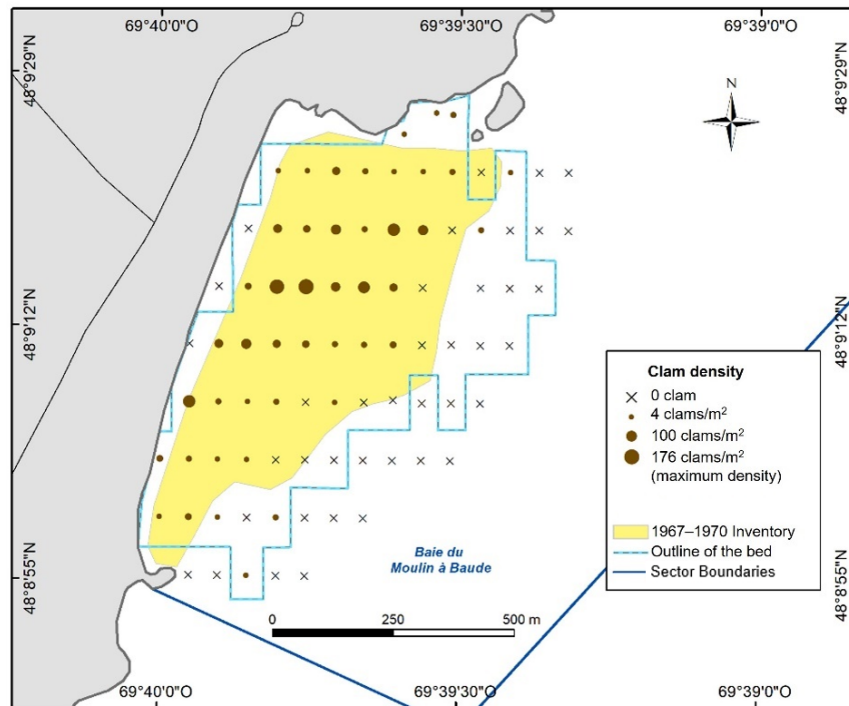 69°40'0"O 69°39'30"O 69°39'0"O
48°9'29"N 48°9'29"N
N
48°9'12"N 48°9'12"N
Clam density
0 clam
4 clams/m²
100 clams/m²
176 clams/m²
(maximum density)
1967–1970 Inventory
Outline of the bed
Sector Boundaries
Baie du
Moulin à Baude
48°8'55"N 48°8'55"N
0 250 500 m
69°40'0"O 69°39'30"O 69°39'0"O